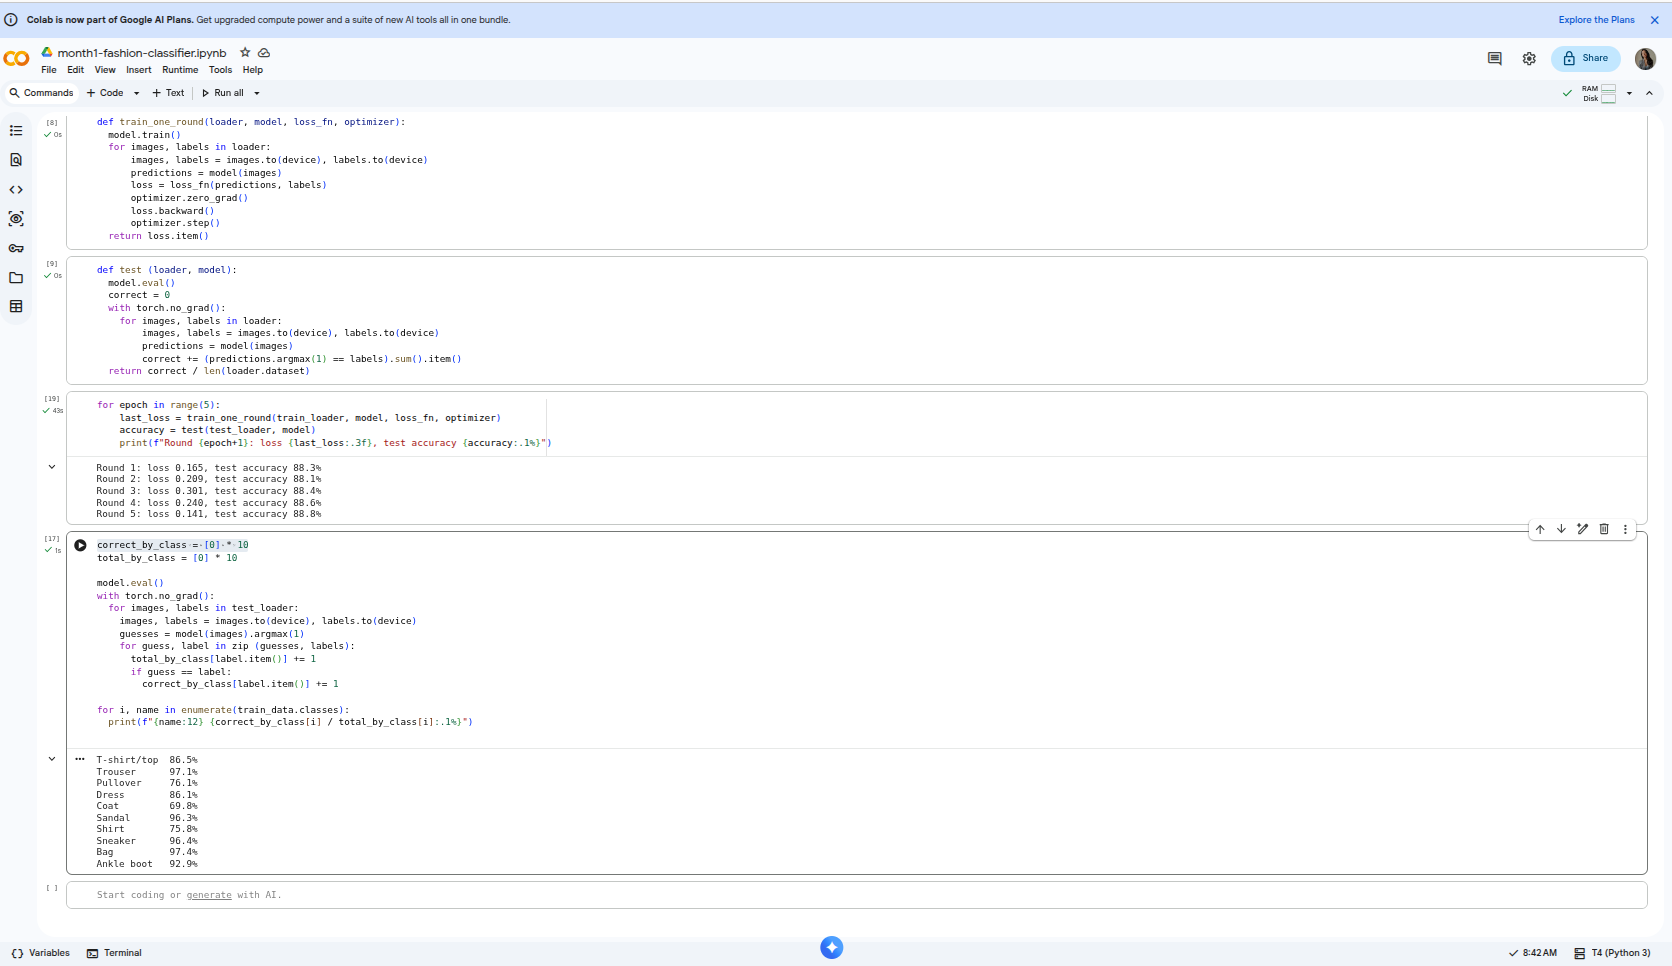 Colab is now part of Google AI Plans. Get upgraded compute power and a suite of new AI tools all in one bundle.
Explore the Plans
month1-fashion-classifier.ipynb
File Edit View Insert Runtime Tools Help
Share
Commands + Code + Text Run all
RAM
Disk
[8]
0s
def train_one_round(loader, model, loss_fn, optimizer):
  model.train()
  for images, labels in loader:
      images, labels = images.to(device), labels.to(device)
      predictions = model(images)
      loss = loss_fn(predictions, labels)
      optimizer.zero_grad()
      loss.backward()
      optimizer.step()
  return loss.item()
[9]
0s
def test (loader, model):
  model.eval()
  correct = 0
  with torch.no_grad():
    for images, labels in loader:
        images, labels = images.to(device), labels.to(device)
        predictions = model(images)
        correct += (predictions.argmax(1) == labels).sum().item()
  return correct / len(loader.dataset)
[19]
43s
for epoch in range(5):
    last_loss = train_one_round(train_loader, model, loss_fn, optimizer)
    accuracy = test(test_loader, model)
    print(f"Round {epoch+1}: loss {last_loss:.3f}, test accuracy {accuracy:.1%}")
Round 1: loss 0.165, test accuracy 88.3%
Round 2: loss 0.209, test accuracy 88.1%
Round 3: loss 0.301, test accuracy 88.4%
Round 4: loss 0.240, test accuracy 88.6%
Round 5: loss 0.141, test accuracy 88.8%
[17]
1s
correct_by_class = [0] * 10
total_by_class = [0] * 10
model.eval()
with torch.no_grad():
  for images, labels in test_loader:
    images, labels = images.to(device), labels.to(device)
    guesses = model(images).argmax(1)
    for guess, label in zip (guesses, labels):
      total_by_class[label.item()] += 1
      if guess == label:
        correct_by_class[label.item()] += 1
for i, name in enumerate(train_data.classes):
  print(f"{name:12} {correct_by_class[i] / total_by_class[i]:.1%}")
T-shirt/top  86.5%
Trouser      97.1%
Pullover     76.1%
Dress        86.1%
Coat         69.8%
Sandal       96.3%
Shirt        75.8%
Sneaker      96.4%
Bag          97.4%
Ankle boot   92.9%
[ ]
Start coding or generate with AI.
Variables Terminal
8:42 AM T4 (Python 3)